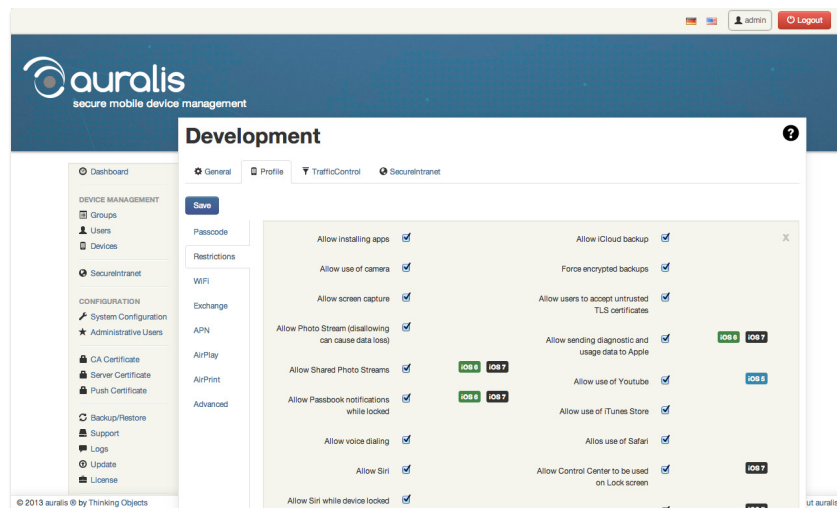 admin
Logout
auralis
secure mobile device management
Development
?
Dashboard
DEVICE MANAGEMENT
Groups
Users
Devices
SecureIntranet
CONFIGURATION
System Configuration
Administrative Users
CA Certificate
Server Certificate
Push Certificate
Backup/Restore
Support
Logs
Update
License
General
Profile
TrafficControl
SecureIntranet
Save
Passcode
Restrictions
WiFi
Exchange
APN
AirPlay
AirPrint
Advanced
Allow installing apps
Allow use of camera
Allow screen capture
Allow Photo Stream (disallowing
can cause data loss)
Allow Shared Photo Streams
iOS 6 iOS 7
Allow Passbook notifications
while locked
iOS 6 iOS 7
Allow voice dialing
Allow Siri
Allow Siri while device locked
Allow iCloud backup
X
Force encrypted backups
Allow users to accept untrusted
TLS certificates
Allow sending diagnostic and
usage data to Apple
iOS 6 iOS 7
Allow use of Youtube
iOS 5
Allow use of iTunes Store
Allos use of Safari
Allow Control Center to be used
on Lock screen
iOS 7
© 2013 auralis ® by Thinking Objects
ut auralis